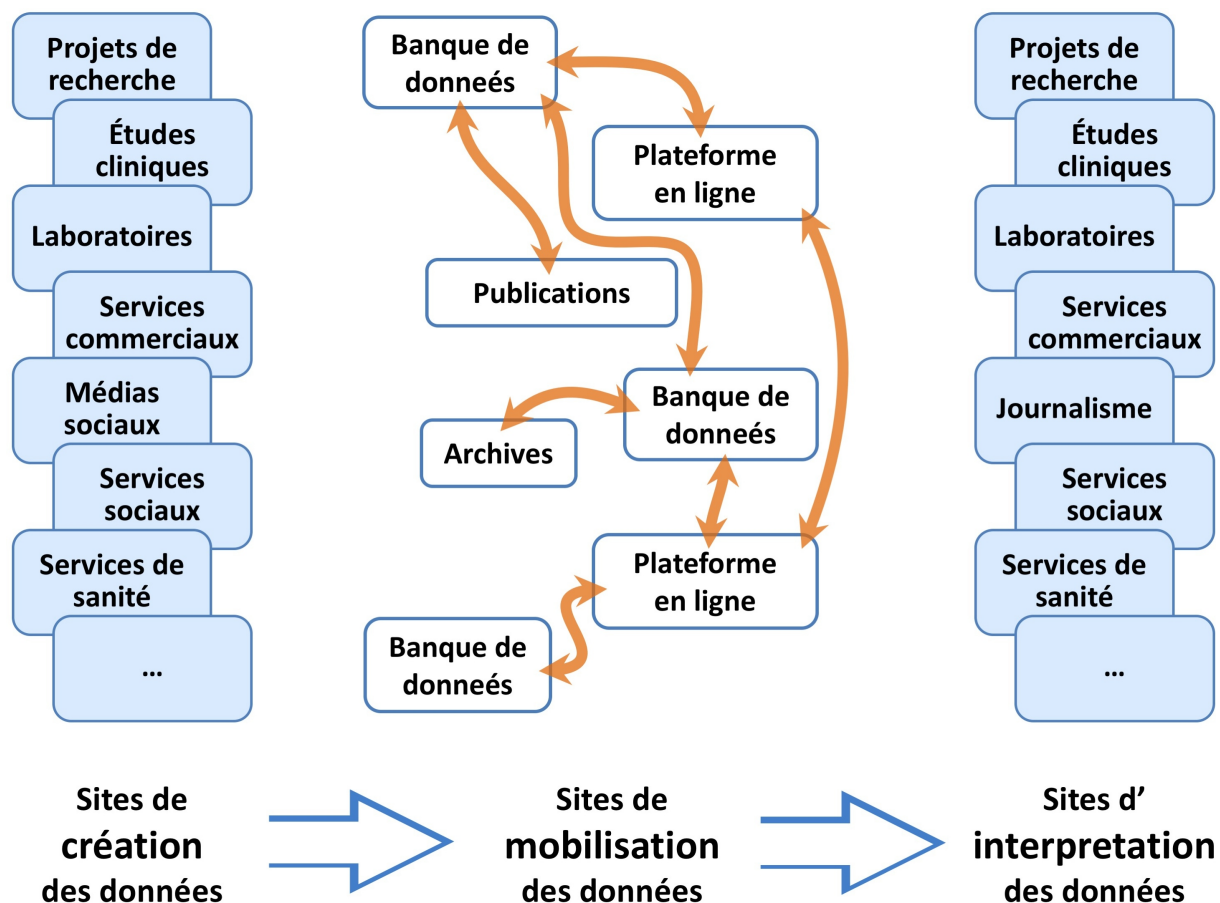 Projets de
recherche
Études
cliniques
Laboratoires
Services
commerciaux
Médias
sociaux
Services
sociaux
Services de
sanité
...
Banque de
donneés
Plateforme
en ligne
Publications
Banque de
donneés
Archives
Plateforme
en ligne
Banque de
donneés
Projets de
recherche
Études
cliniques
Laboratoires
Services
commerciaux
Journalisme
Services
sociaux
Services de
sanité
...
Sites de
création
des données
Sites de
mobilisation
des données
Sites d’
interpretation
des données